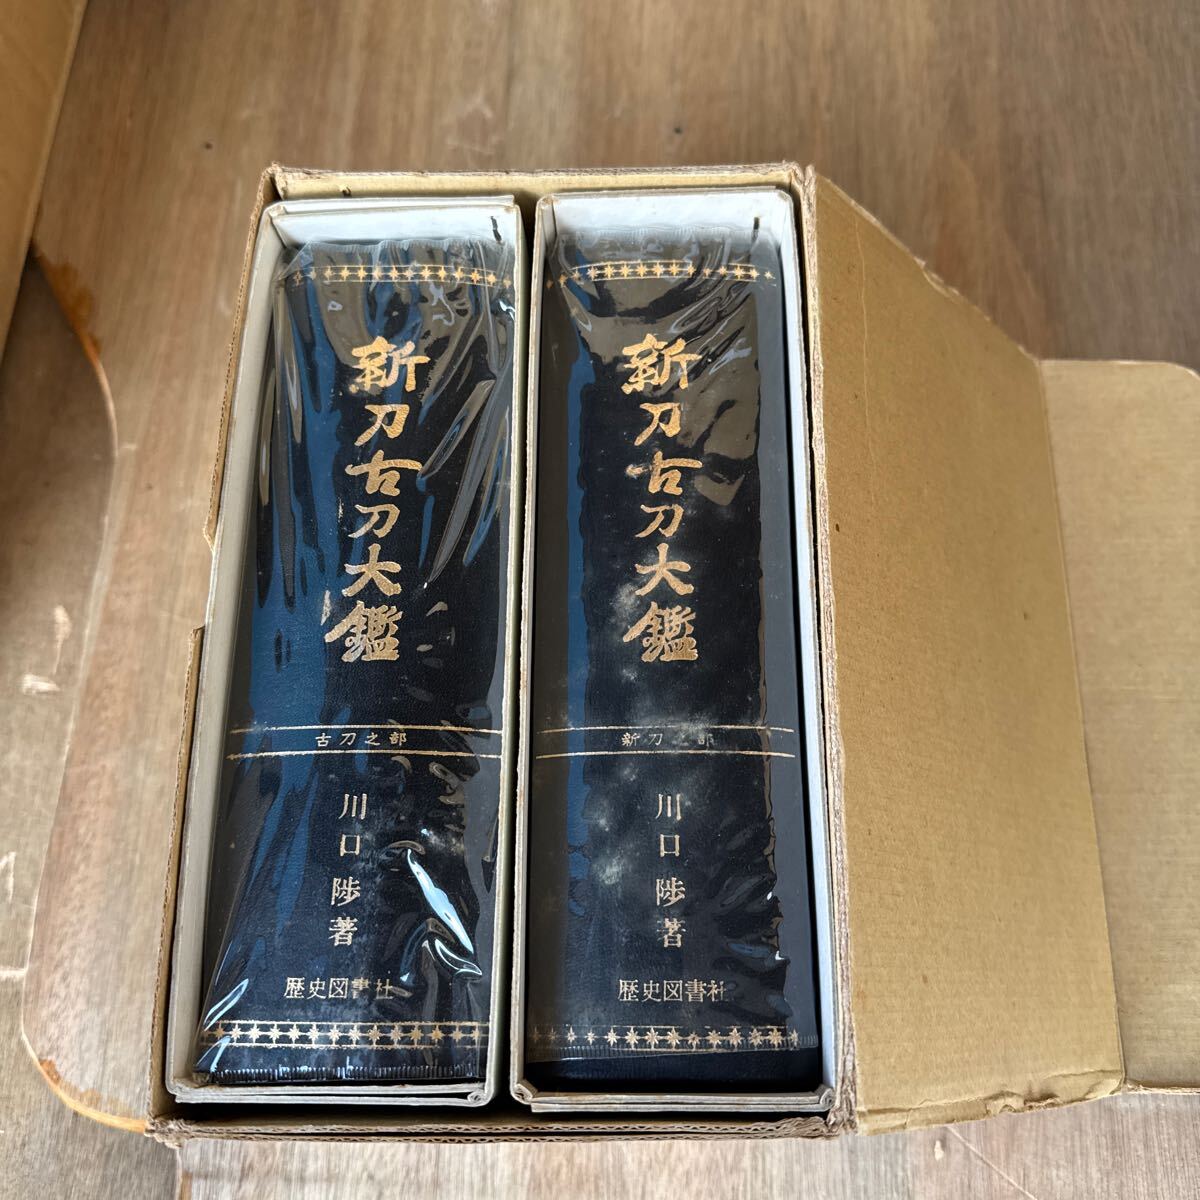 新刀古刀大鑑
古刀之部
川口陟著
歴史図書社
新刀古刀大鑑
新刀之部
川口陟著
歴史図書社